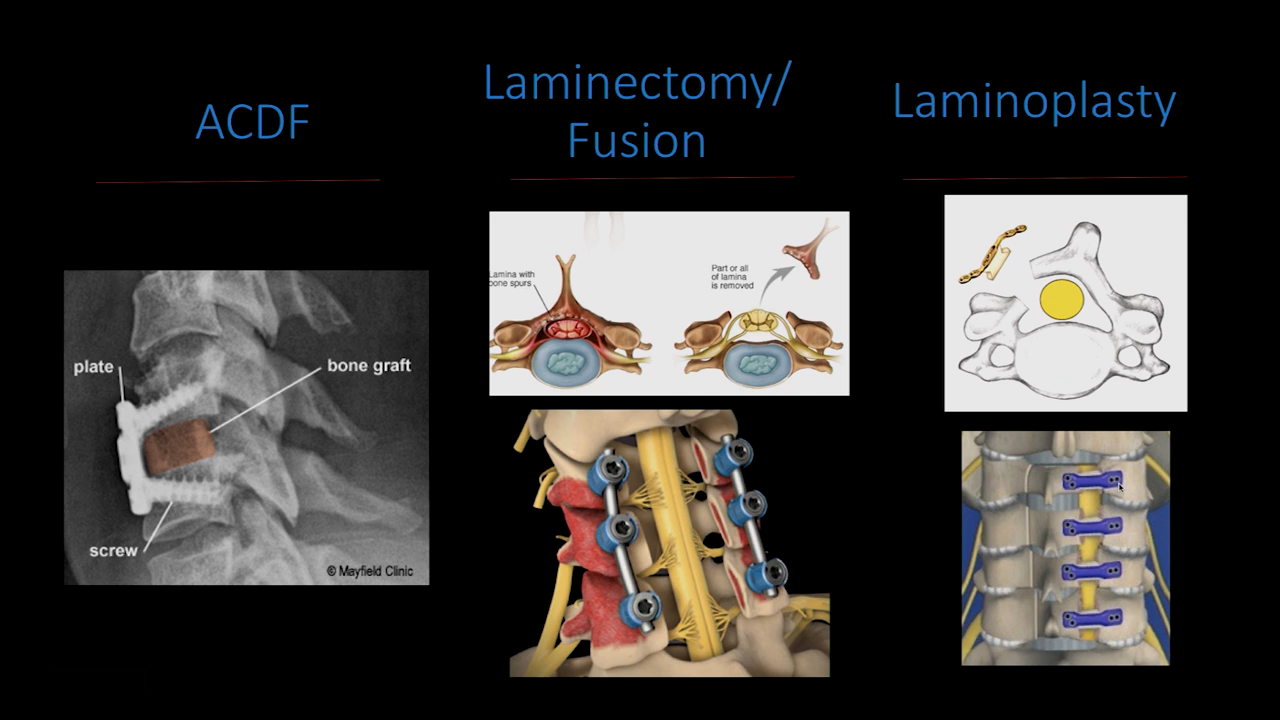 ACDF
Laminectomy/
Fusion
Laminoplasty
plate
bone graft
screw
© Mayfield Clinic
Lamina with
bone spurs
Part or all
of lamina
is removed